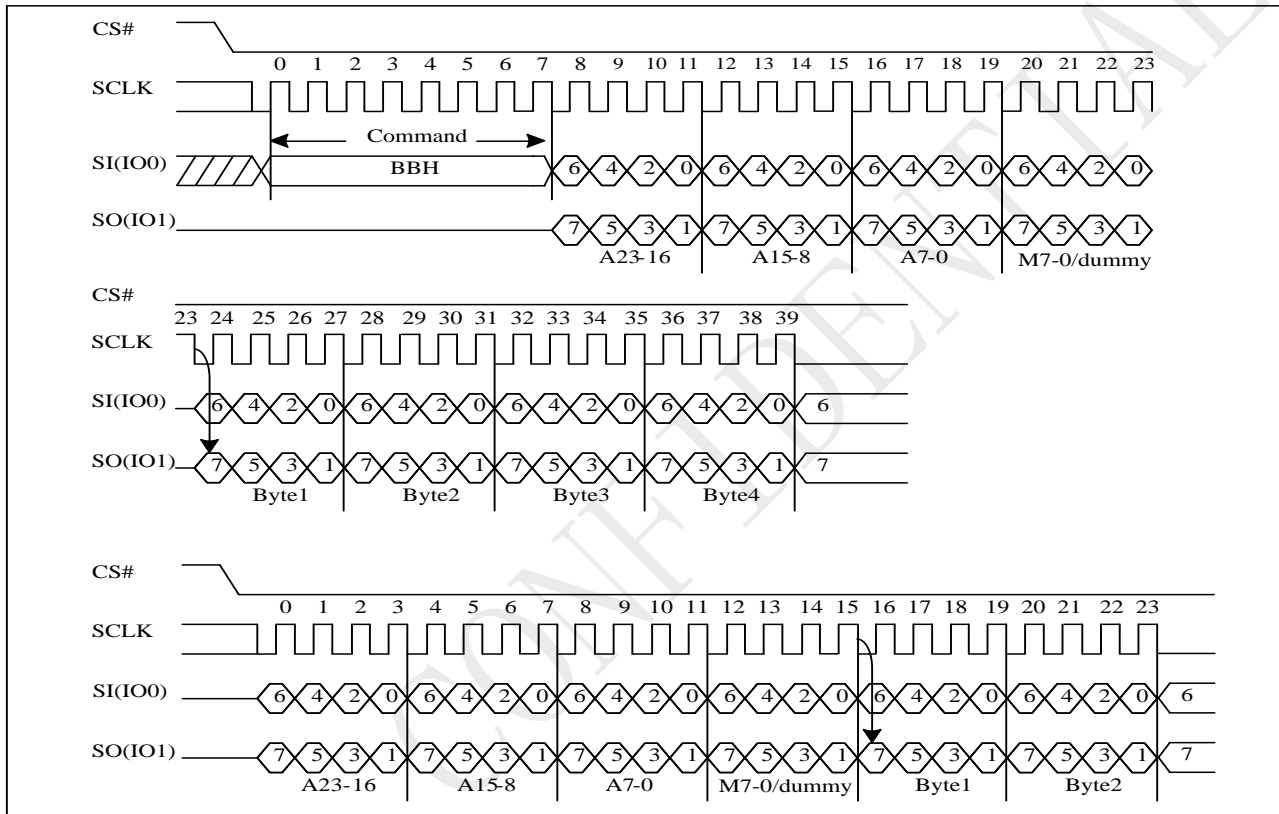 CS#
0 1 2 3 4 5 6 7 8 9 10 11 12 13 14 15 16 17 18 19 20 21 22 23
SCLK
Command
SI(IO0) BBH 6 4 2 0 6 4 2 0 6 4 2 0 6 4 2 0
SO(IO1) 7 5 3 1 7 5 3 1 7 5 3 1 7 5 3 1
A23-16 A15-8 A7-0 M7-0/dummy
CS#
23 24 25 26 27 28 29 30 31 32 33 34 35 36 37 38 39
SCLK
SI(IO0) 6 4 2 0 6 4 2 0 6 4 2 0 6 4 2 0 6
SO(IO1) 7 5 3 1 7 5 3 1 7 5 3 1 7 5 3 1 7
Byte1 Byte2 Byte3 Byte4
CS#
0 1 2 3 4 5 6 7 8 9 10 11 12 13 14 15 16 17 18 19 20 21 22 23
SCLK
SI(IO0) 6 4 2 0 6 4 2 0 6 4 2 0 6 4 2 0 6 4 2 0 6 4 2 0 6
SO(IO1) 7 5 3 1 7 5 3 1 7 5 3 1 7 5 3 1 7 5 3 1 7 5 3 1 7
A23-16 A15-8 A7-0 M7-0/dummy Byte1 Byte2
CONFIDENTIAL